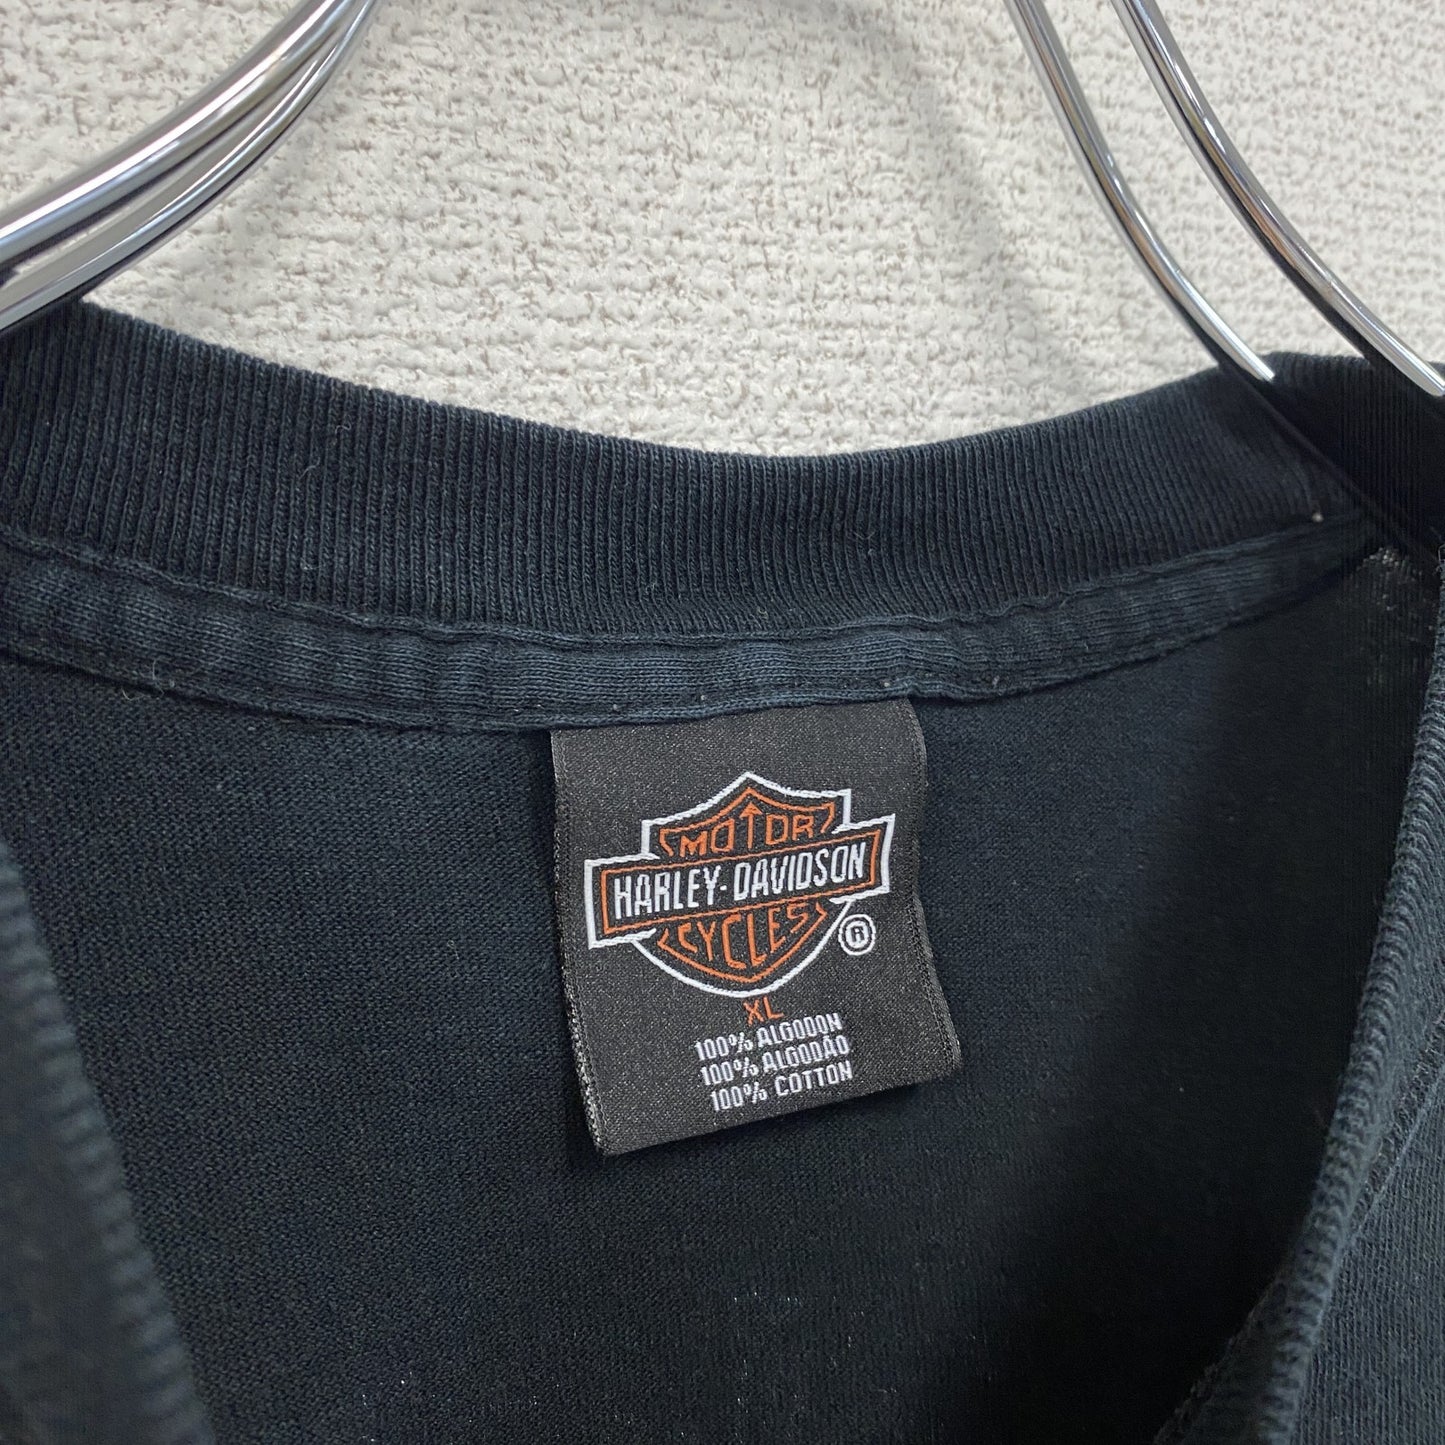 MOTOR
HARLEY-DAVIDSON
CYCLES
®
XL
100% ALGODON
100% ALGODÃO
100% COTTON